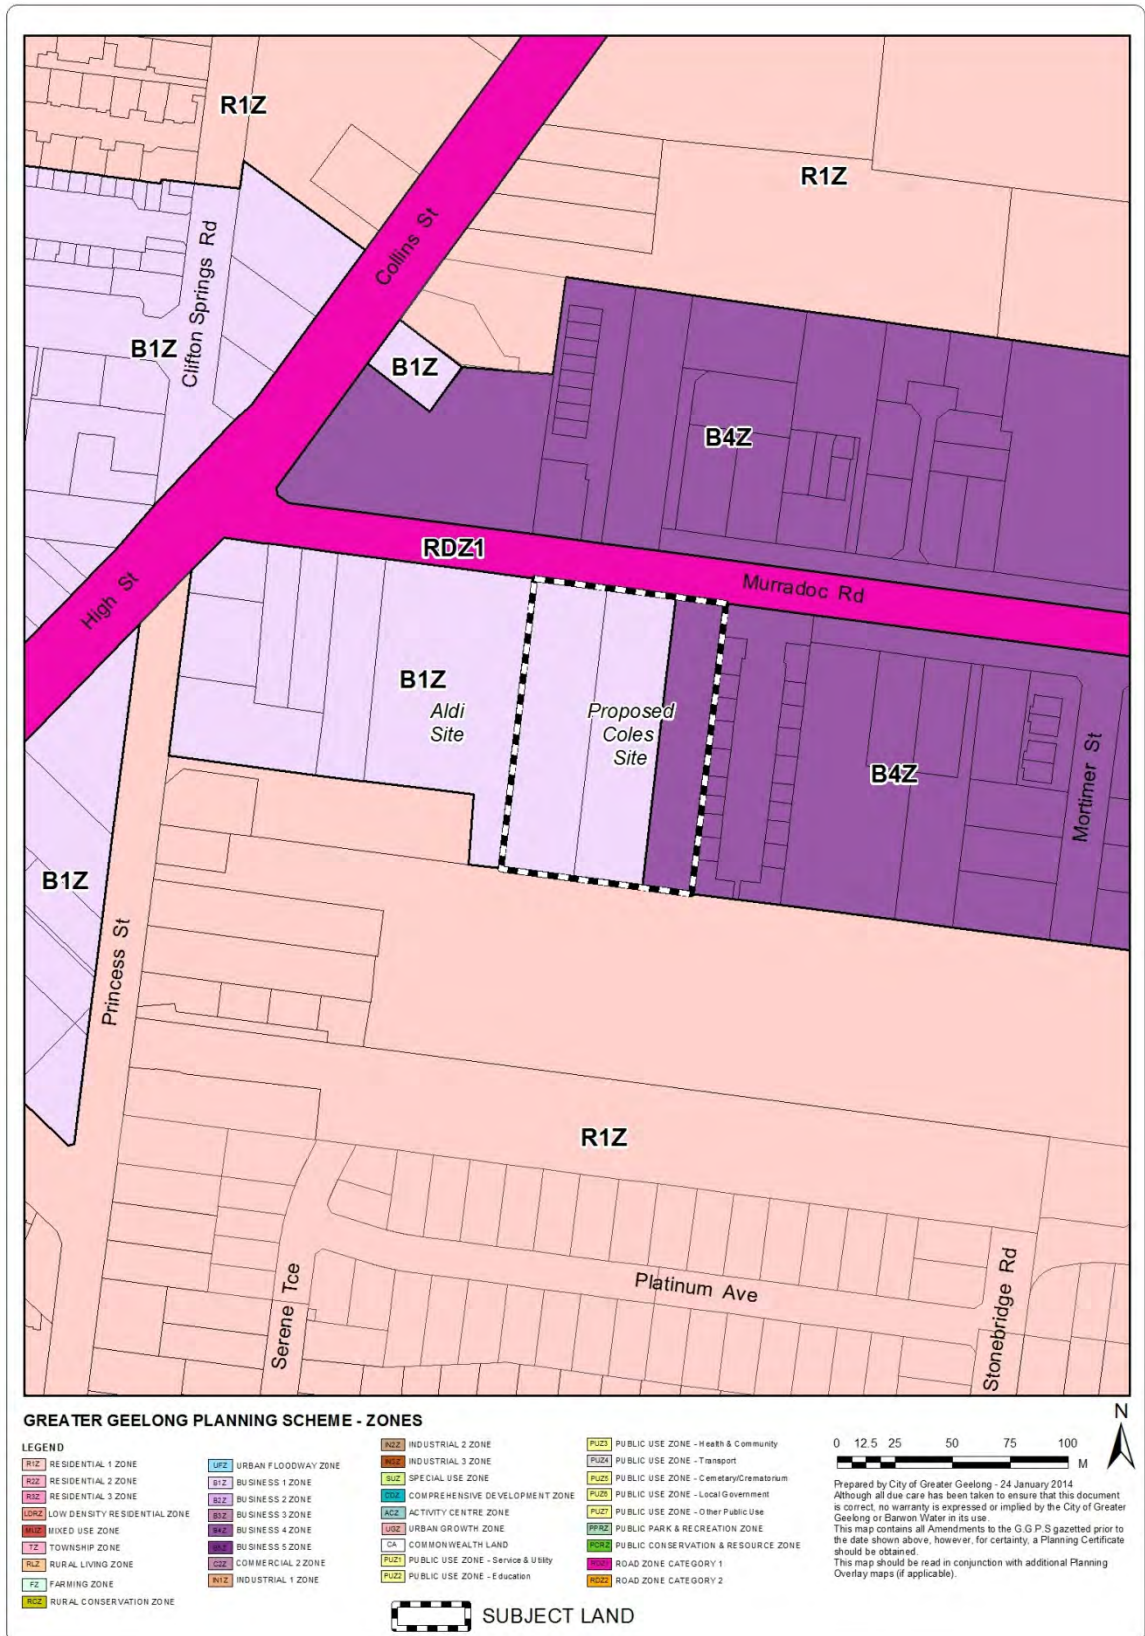 R1Z
R1Z
Collins St
Clifton Springs Rd
B1Z
B1Z
B4Z
RDZ1
Murradoc Rd
High St
B1Z
Aldi
Site
Proposed
Coles
Site
B4Z
Mortimer St
B1Z
Princess St
R1Z
Platinum Ave
Serene Tce
Stonebridge Rd
GREATER GEELONG PLANNING SCHEME - ZONES
LEGEND
R1Z RESIDENTIAL 1 ZONE
R2Z RESIDENTIAL 2 ZONE
R3Z RESIDENTIAL 3 ZONE
LDRZ LOW DENSITY RESIDENTIAL ZONE
MUZ MIXED USE ZONE
TZ TOWNSHIP ZONE
RLZ RURAL LIVING ZONE
FZ FARMING ZONE
RCZ RURAL CONSERVATION ZONE
UFZ URBAN FLOODWAY ZONE
B1Z BUSINESS 1 ZONE
B2Z BUSINESS 2 ZONE
B3Z BUSINESS 3 ZONE
B4Z BUSINESS 4 ZONE
B5Z BUSINESS 5 ZONE
C2Z COMMERCIAL 2 ZONE
IN1Z INDUSTRIAL 1 ZONE
IN2Z INDUSTRIAL 2 ZONE
IN3Z INDUSTRIAL 3 ZONE
SUZ SPECIAL USE ZONE
CDZ COMPREHENSIVE DEVELOPMENT ZONE
ACZ ACTIVITY CENTRE ZONE
UGZ URBAN GROWTH ZONE
CA COMMONWEALTH LAND
PUZ1 PUBLIC USE ZONE - Service & Utility
PUZ2 PUBLIC USE ZONE - Education
PUZ3 PUBLIC USE ZONE - Health & Community
PUZ4 PUBLIC USE ZONE - Transport
PUZ5 PUBLIC USE ZONE - Cemetary/Crematorium
PUZ6 PUBLIC USE ZONE - Local Government
PUZ7 PUBLIC USE ZONE - Other Public Use
PPRZ PUBLIC PARK & RECREATION ZONE
PCRZ PUBLIC CONSERVATION & RESOURCE ZONE
RDZ1 ROAD ZONE CATEGORY 1
RDZ2 ROAD ZONE CATEGORY 2
SUBJECT LAND
N
0 12.5 25 50 75 100
M
Prepared by City of Greater Geelong - 24 January 2014
Although all due care has been taken to ensure that this document
is correct, no warranty is expressed or implied by the City of Greater
Geelong or Barwon Water in its use.
This map contains all Amendments to the G.G.P.S gazetted prior to
the date shown above, however, for certainty, a Planning Certificate
should be obtained.
This map should be read in conjunction with additional Planning
Overlay maps (if applicable).